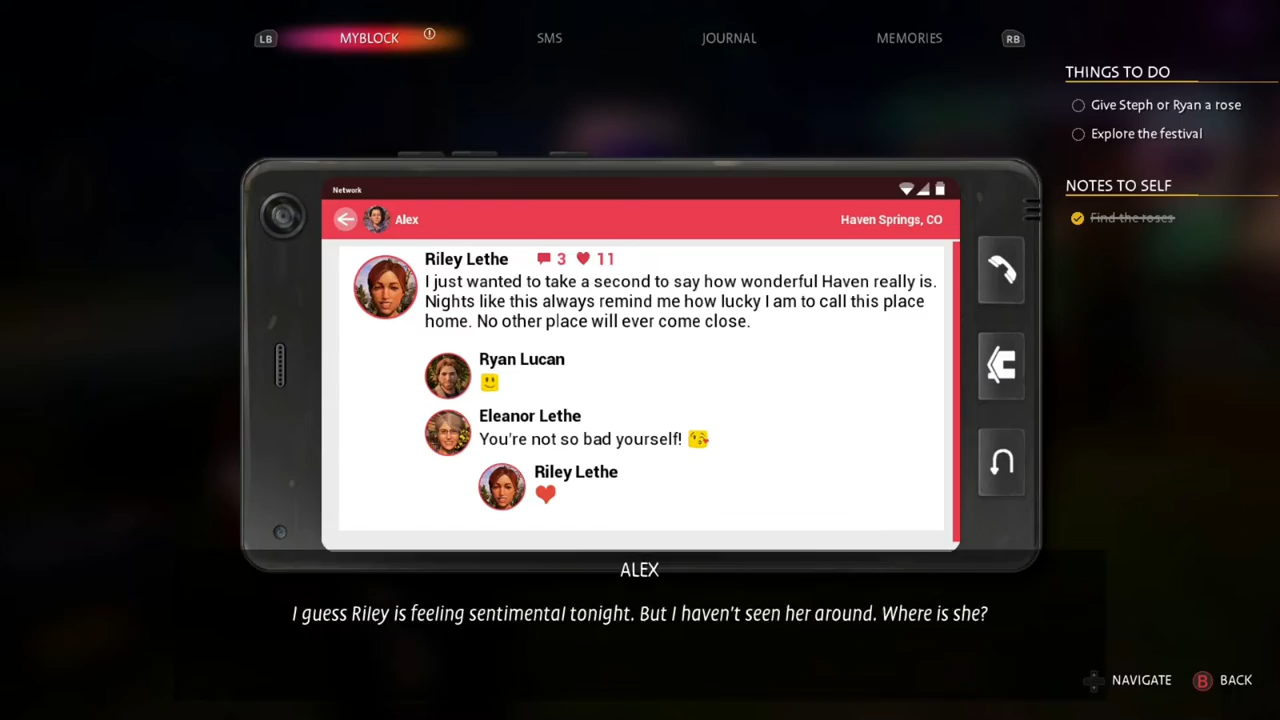 LB
MYBLOCK
SMS
JOURNAL
MEMORIES
RB
THINGS TO DO
Give Steph or Ryan a rose
Explore the festival
NOTES TO SELF
Find the roses
Network
Alex
Haven Springs, CO
Riley Lethe 3 11
I just wanted to take a second to say how wonderful Haven really is.
Nights like this always remind me how lucky I am to call this place
home. No other place will ever come close.
Ryan Lucan
Eleanor Lethe
You're not so bad yourself!
Riley Lethe
ALEX
I guess Riley is feeling sentimental tonight. But I haven't seen her around. Where is she?
NAVIGATE
B BACK